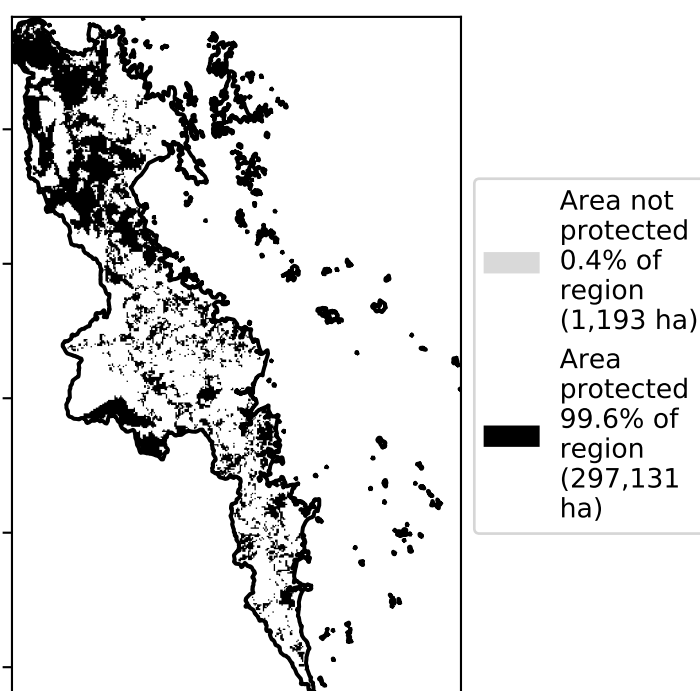 Area not
protected
0.4% of
region
(1,193 ha)
Area
protected
99.6% of
region
(297,131
ha)